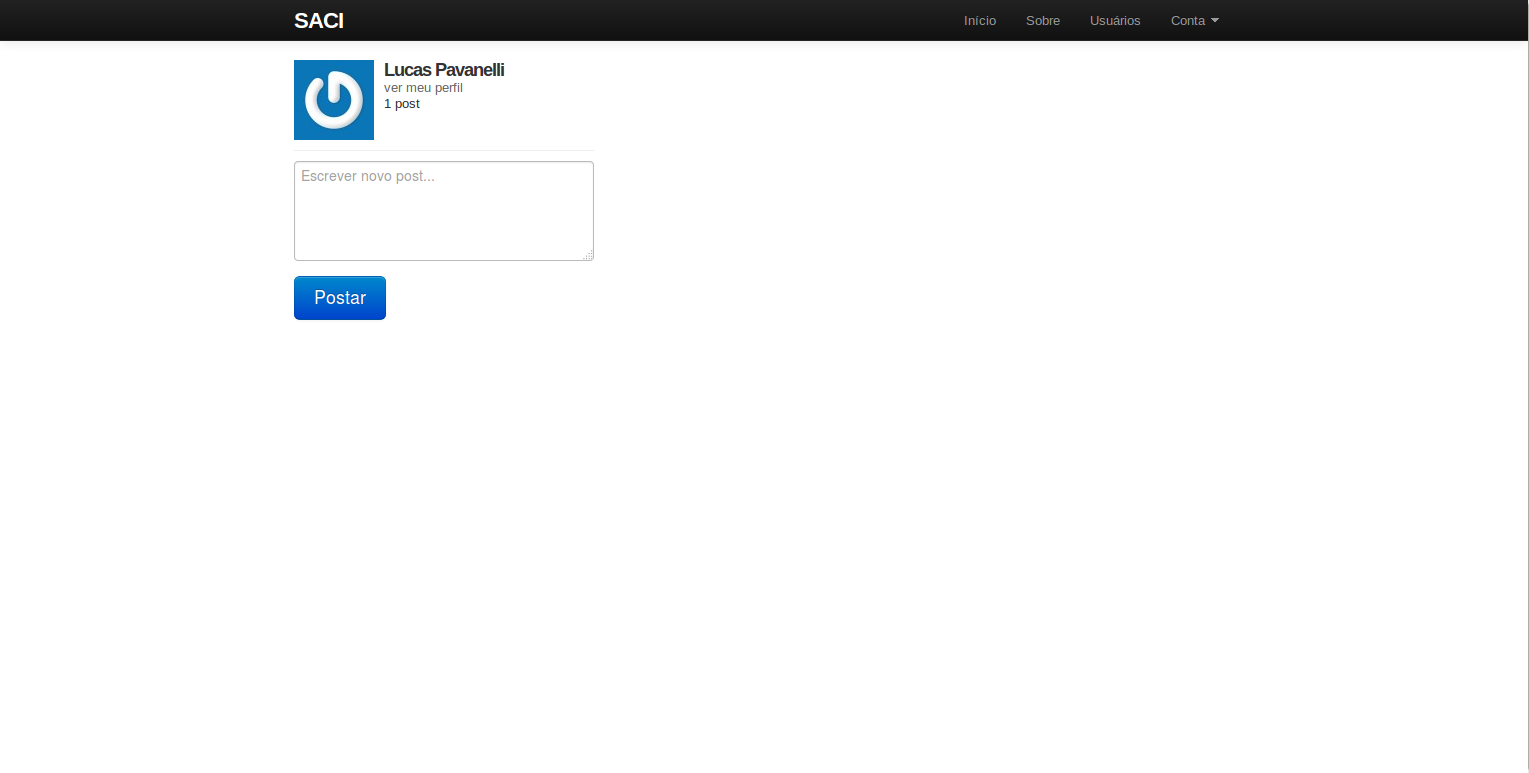 SACI
Início Sobre Usuários Conta
Lucas Pavanelli
ver meu perfil
1 post
Escrever novo post...
Postar